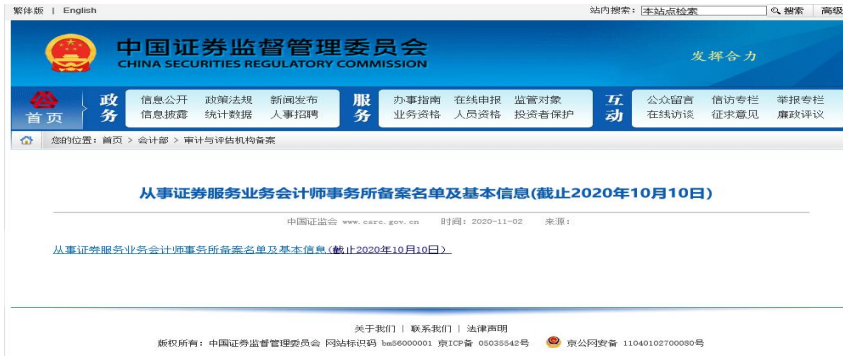 繁体版 | English 站内搜索: 本站点检索 搜索 高级
中国证券监督管理委员会
CHINA SECURITIES REGULATORY COMMISSION
发挥合力
首页 政务 信息公开 政策法规 新闻发布 服务 办事指南 在线申报 监管对象 互动 公众留言 信访专栏 举报专栏
信息披露 统计数据 人事招聘 业务资格 人员资格 投资者保护 在线访谈 征求意见 廉政评议
您的位置: 首页 > 会计部 > 审计与评估机构备案
从事证券服务业务会计师事务所备案名单及基本信息(截止2020年10月10日)
中国证监会 www.csrc.gov.cn 时间: 2020-11-02 来源:
从事证券服务业务会计师事务所备案名单及基本信息(截止2020年10月10日)
关于我们 | 联系我们 | 法律声明
版权所有: 中国证券监督管理委员会 网站标识码 bm56000001 京ICP备 05035542号 京公网安备 11040102700080号